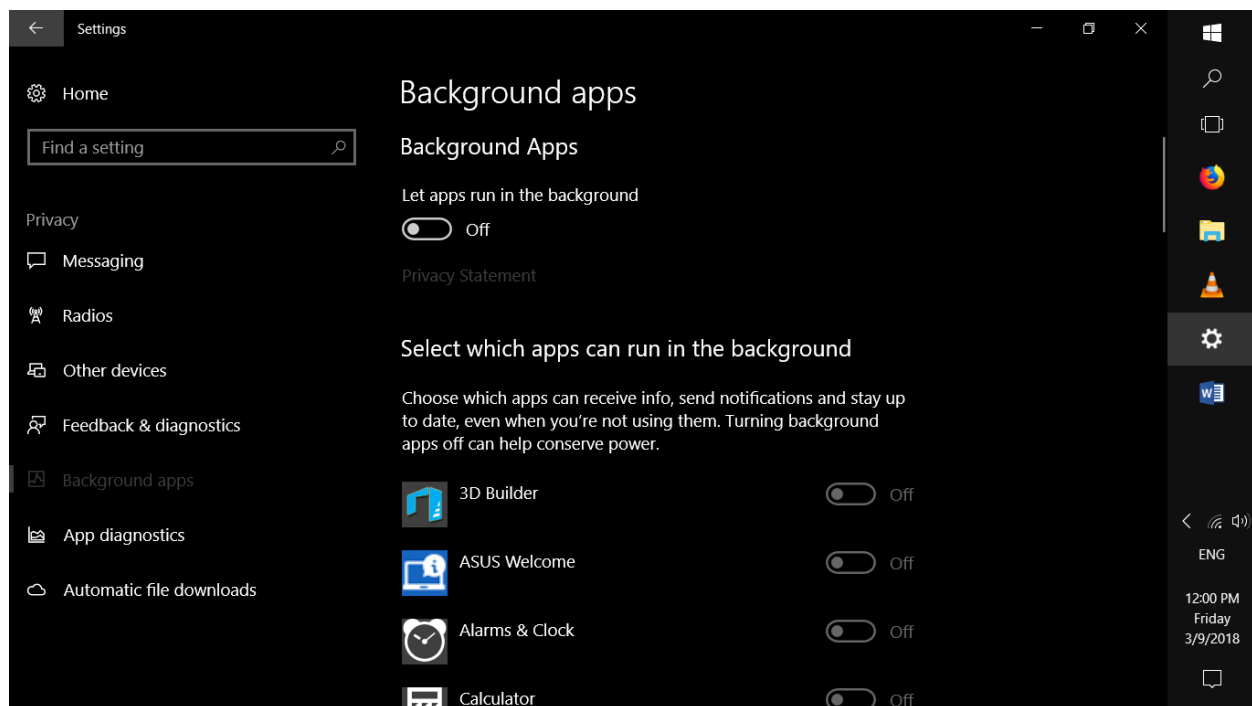 Settings
Home
Find a setting
Privacy
Messaging
Radios
Other devices
Feedback & diagnostics
Background apps
App diagnostics
Automatic file downloads
Background apps
Background Apps
Let apps run in the background
Off
Privacy Statement
Select which apps can run in the background
Choose which apps can receive info, send notifications and stay up
to date, even when you’re not using them. Turning background
apps off can help conserve power.
3D Builder Off
ASUS Welcome Off
Alarms & Clock Off
Calculator Off
W
ENG
12:00 PM
Friday
3/9/2018